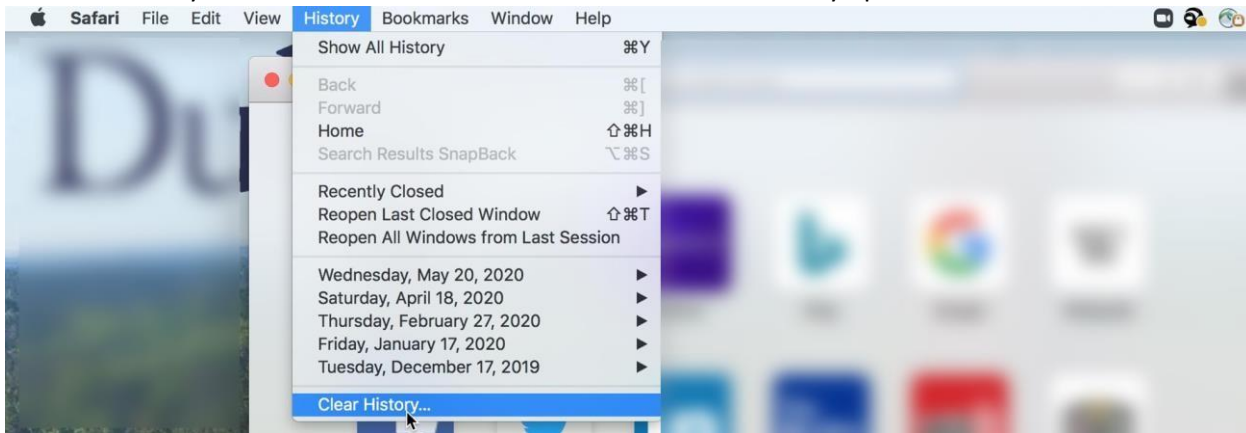 Safari File Edit View History Bookmarks Window Help
Show All History ⌘Y
Back ⌘[
Forward ⌘]
Home ⇧⌘H
Search Results SnapBack ⌥⌘S
Recently Closed ▶
Reopen Last Closed Window ⇧⌘T
Reopen All Windows from Last Session
Wednesday, May 20, 2020 ▶
Saturday, April 18, 2020 ▶
Thursday, February 27, 2020 ▶
Friday, January 17, 2020 ▶
Tuesday, December 17, 2019 ▶
Clear History...
Du